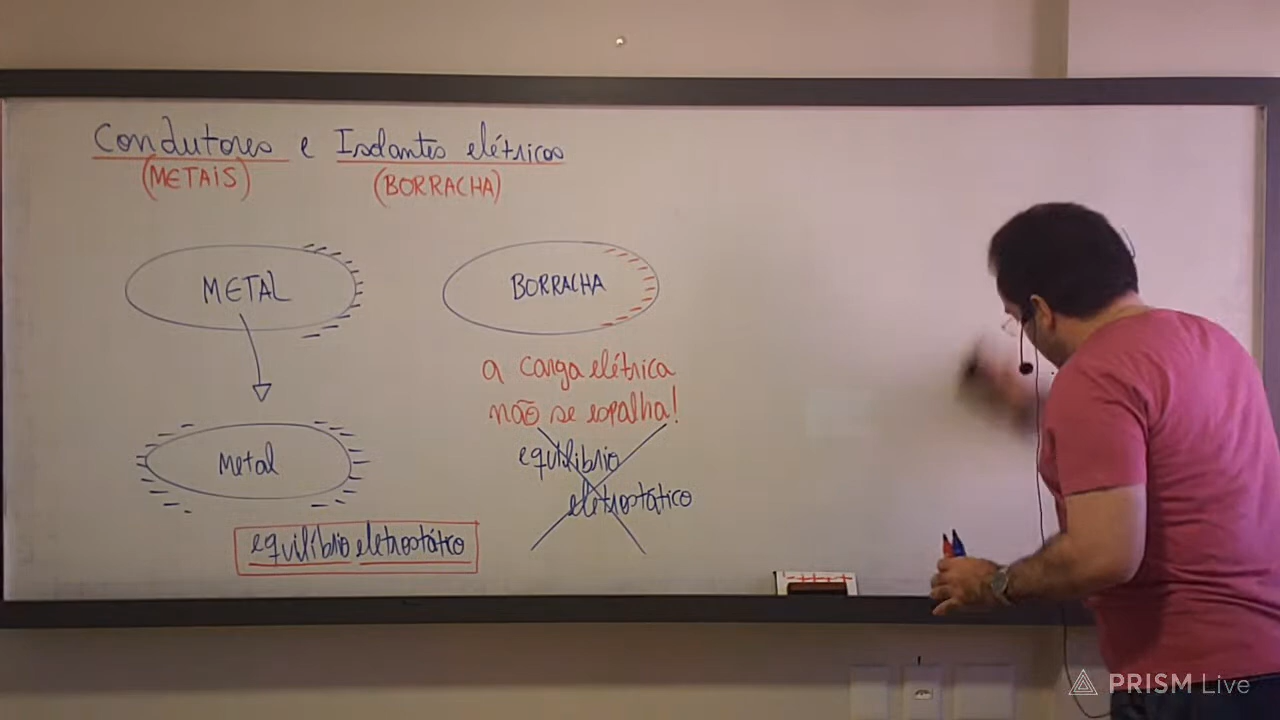 Condutores e Isolantes elétricos
(METAIS) (BORRACHA)
METAL
BORRACHA
a carga elétrica
não se espalha!
Metal
equilíbrio
eletrostático
equilíbrio eletrostático
PRISM Live